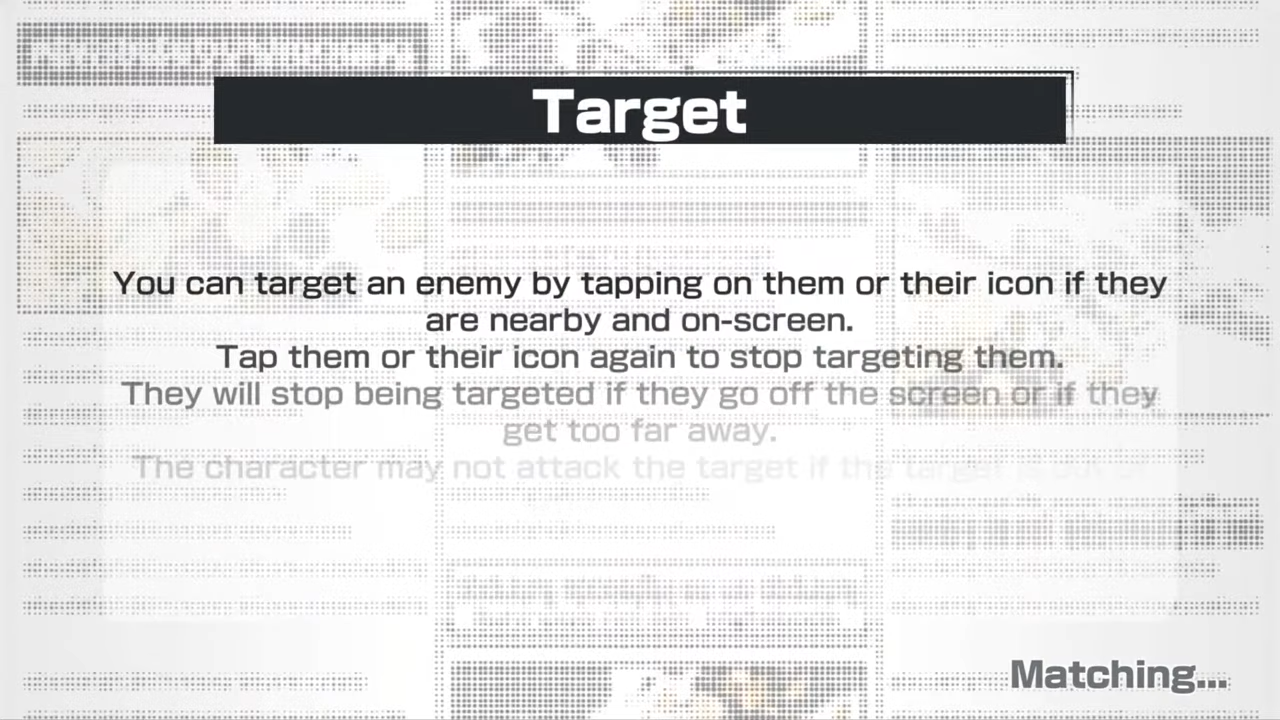 Target
You can target an enemy by tapping on them or their icon if they
are nearby and on-screen.
Tap them or their icon again to stop targeting them.
They will stop being targeted if they go off the screen or if they
get too far away.
The character may not attack the target if the target is out of
Matching...